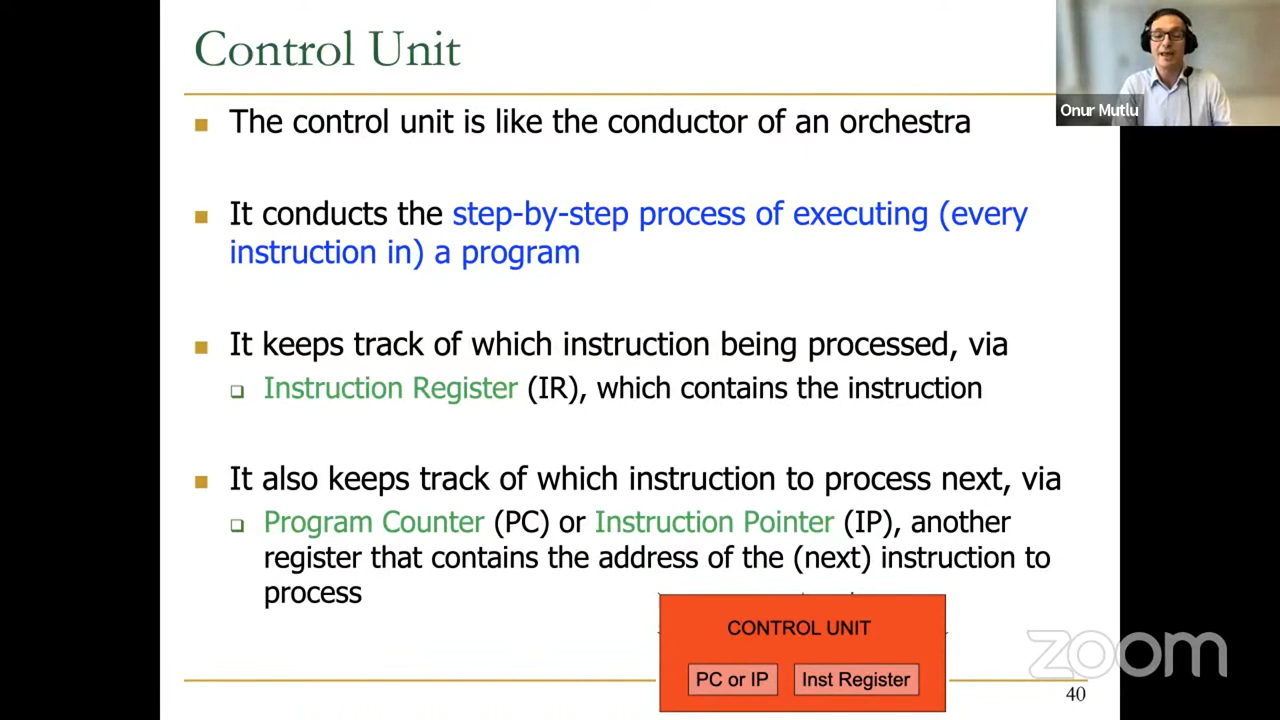 Control Unit
Onur Mutlu
The control unit is like the conductor of an orchestra
It conducts the step-by-step process of executing (every
instruction in) a program
It keeps track of which instruction being processed, via
Instruction Register (IR), which contains the instruction
It also keeps track of which instruction to process next, via
Program Counter (PC) or Instruction Pointer (IP), another
register that contains the address of the (next) instruction to
process
CONTROL UNIT
PC or IP
Inst Register
zoom
40